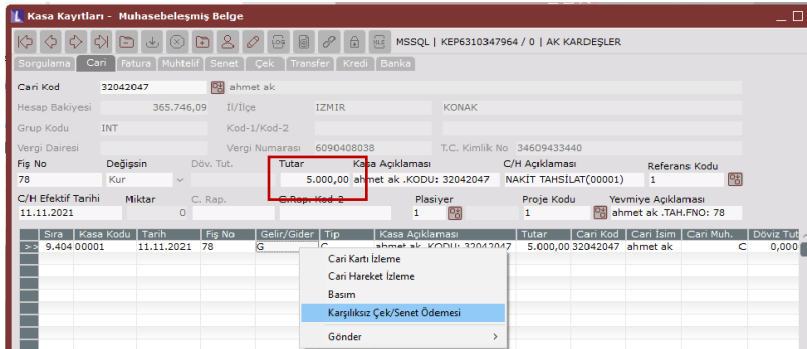 Kasa Kayıtları - Muhasebeleşmiş Belge
MSSQL | KEP6310347964 / 0 | AK KARDEŞLER
Sorgulama Cari Fatura Muhtelif Senet Çek Transfer Kredi Banka
Cari Kod 32042047 ahmet ak
Hesap Bakiyesi 365.746,09 İl/İlçe IZMIR KONAK
Grup Kodu INT Kod-1/Kod-2
Vergi Dairesi Vergi Numarası 6090408038 T.C. Kimlik No 34609433440
Fiş No Değişsin Döv. Tut. Tutar Kasa Açıklaması C/H Açıklaması Referans Kodu
78 Kur 5.000,00 ahmet ak .KODU: 32042047 NAKİT TAHSİLAT(00001) 1
C/H Efektif Tarihi Miktar C. Rap. C.Rap. Kod-2 Plasiyer Proje Kodu Yevmiye Açıklaması
11.11.2021 0 1 1 ahmet ak .TAH.FNO: 78
Sıra Kasa Kodu Tarih Fiş No Gelir/Gider Tip Kasa Açıklaması Tutar Cari Kod Cari İsim Cari Muh. Döviz Tut
>> 9.404 00001 11.11.2021 78 G C ahmet ak .KODU: 32042047 5.000,00 32042047 ahmet ak C 0,000
Cari Kartı İzleme
Cari Hareket İzleme
Basım
Karşılıksız Çek/Senet Ödemesi
Gönder >